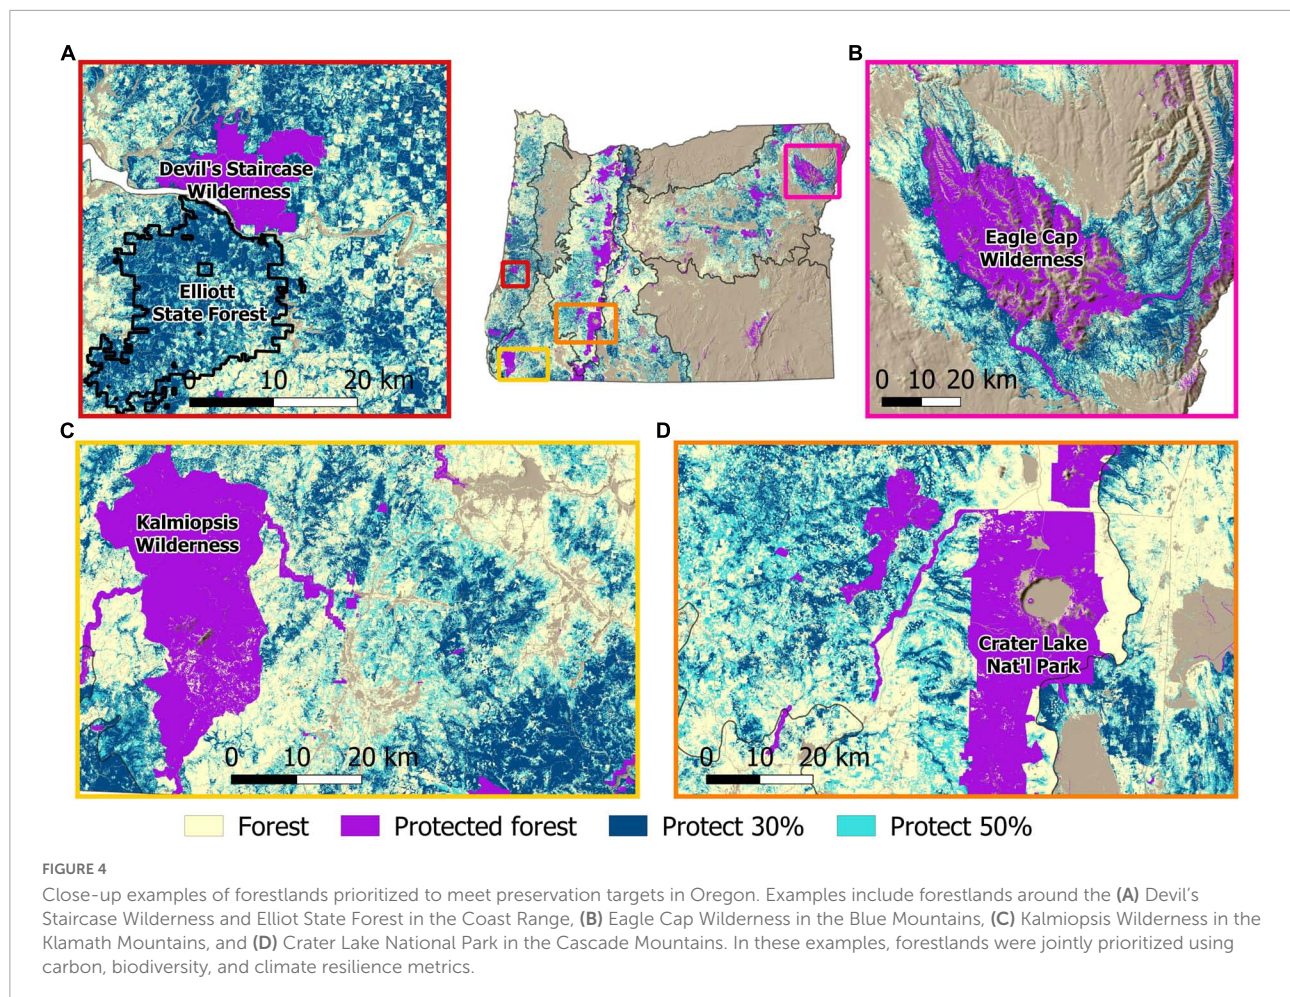 A
Devil's Staircase
Wilderness
Elliott
State Forest
0 10 20 km
B
Eagle Cap
Wilderness
0 10 20 km
C
Kalmiopsis
Wilderness
0 10 20 km
D
Crater Lake
Nat'l Park
0 10 20 km
Forest Protected forest Protect 30% Protect 50%
FIGURE 4
Close-up examples of forestlands prioritized to meet preservation targets in Oregon. Examples include forestlands around the (A) Devil's
Staircase Wilderness and Elliot State Forest in the Coast Range, (B) Eagle Cap Wilderness in the Blue Mountains, (C) Kalmiopsis Wilderness in the
Klamath Mountains, and (D) Crater Lake National Park in the Cascade Mountains. In these examples, forestlands were jointly prioritized using
carbon, biodiversity, and climate resilience metrics.